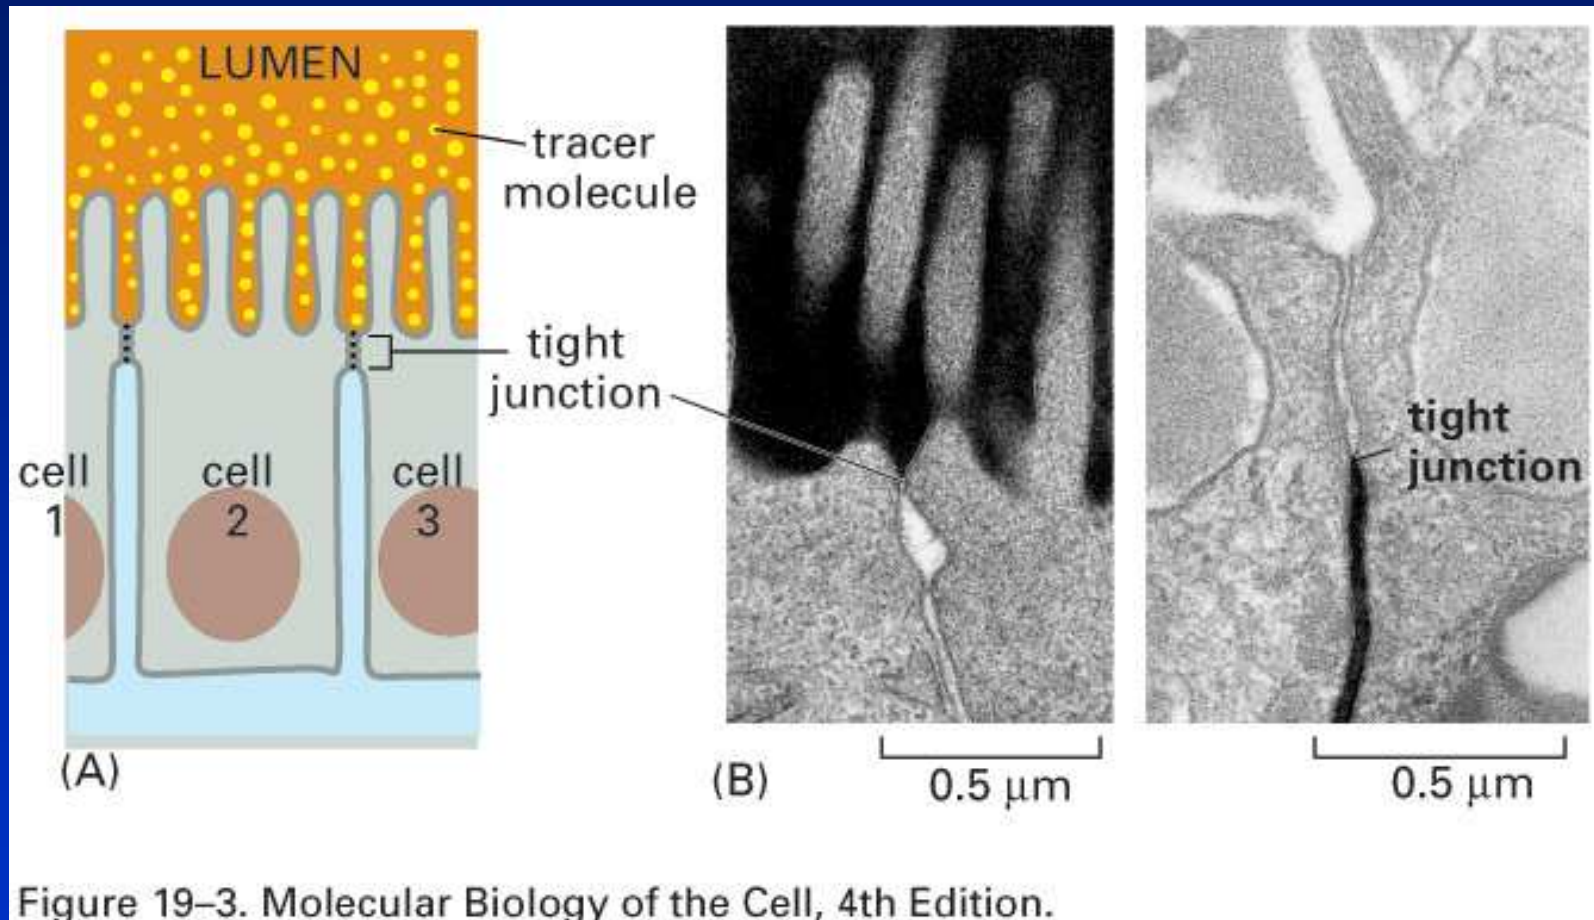 LUMEN
tracer
molecule
tight
junction
cell
1
cell
2
cell
3
(A)
tight
junction
(B)
0.5 μm
0.5 μm
Figure 19–3. Molecular Biology of the Cell, 4th Edition.